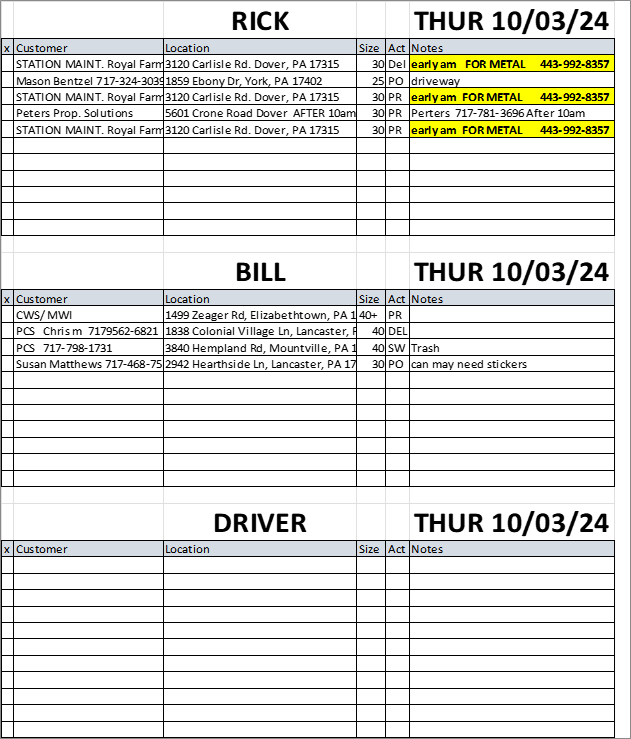 RICK THUR 10/03/24
x Customer Location Size Act Notes
STATION MAINT. Royal Farm 3120 Carlisle Rd. Dover, PA 17315 30 Del early am FOR METAL 443-992-8357
Mason Bentzel 717-324-3039 1859 Ebony Dr, York, PA 17402 25 PO driveway
STATION MAINT. Royal Farm 3120 Carlisle Rd. Dover, PA 17315 30 PR early am FOR METAL 443-992-8357
Peters Prop. Solutions 5601 Crone Road Dover AFTER 10am 30 PR Perters 717-781-3696 After 10am
STATION MAINT. Royal Farm 3120 Carlisle Rd. Dover, PA 17315 30 PR early am FOR METAL 443-992-8357
BILL THUR 10/03/24
x Customer Location Size Act Notes
CWS/ MWI 1499 Zeager Rd, Elizabethtown, PA 1 40+ PR
PCS Chris m 7179562-6821 1838 Colonial Village Ln, Lancaster, P 40 DEL
PCS 717-798-1731 3840 Hempland Rd, Mountville, PA 1 40 SW Trash
Susan Matthews 717-468-75 2942 Hearthside Ln, Lancaster, PA 17 30 PO can may need stickers
DRIVER THUR 10/03/24
x Customer Location Size Act Notes